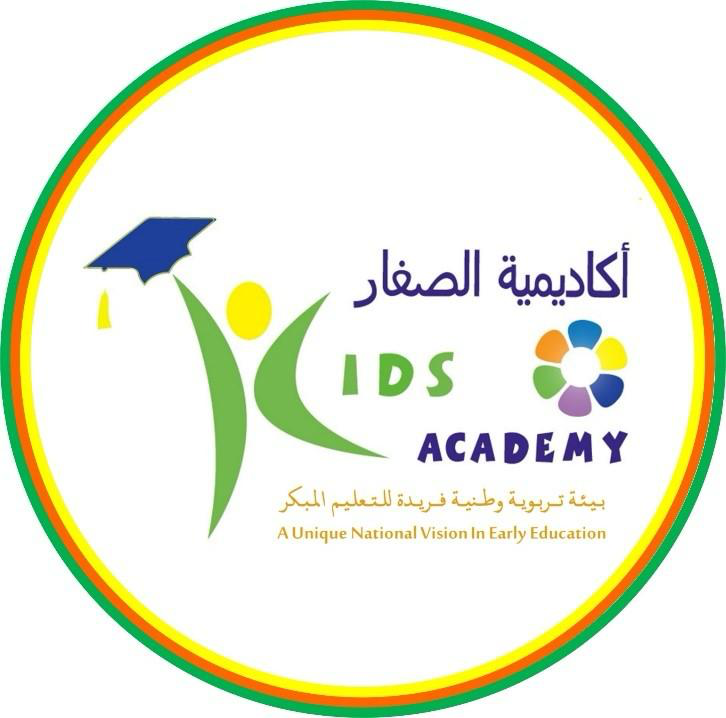 أكاديمية الصغار
KIDS
ACADEMY
بيئة تربوية وطنية فريدة للتعليم المبكر
A Unique National Vision In Early Education